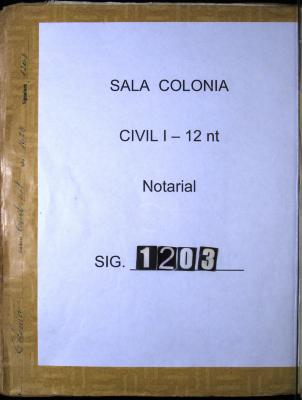 SALA COLONIA
CIVIL I – 12 nt
Notarial
SIG. 1203